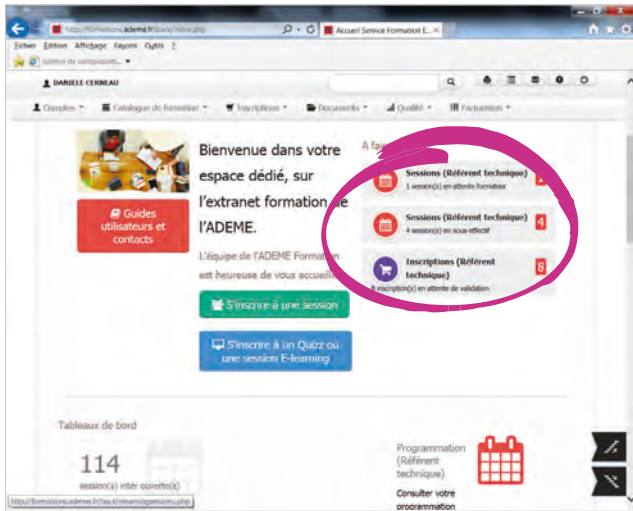 http://formations.ademe.fr/back/index.php
Accueil Service Formation E...
Fichier Edition Affichage Favoris Outils ?
DANIELE CERNEAU
Comptes
Catalogue de formation
Inscriptions
Documents
Qualité
Facturation
Bienvenue dans votre
espace dédié, sur
l'extranet formation de
l'ADEME.
L'équipe de l'ADEME Formation
est heureuse de vous accueillir
Guides
utilisateurs et
contacts
S'inscrire à une session
S'inscrire à un Quizz ou
une session E-learning
A fai
Sessions (Référent technique)
1 session(s) en attente formateur
Sessions (Référent technique) 4
4 session(s) en sous-effectif
Inscriptions (Référent 8
technique)
8 inscription(s) en attente de validation
Tableaux de bord
114
session(s) inter ouverte(s)
Programmation
(Référent
technique)
Consulter votre
programmation
http://formations.ademe.fr/back/elearningsessions.php